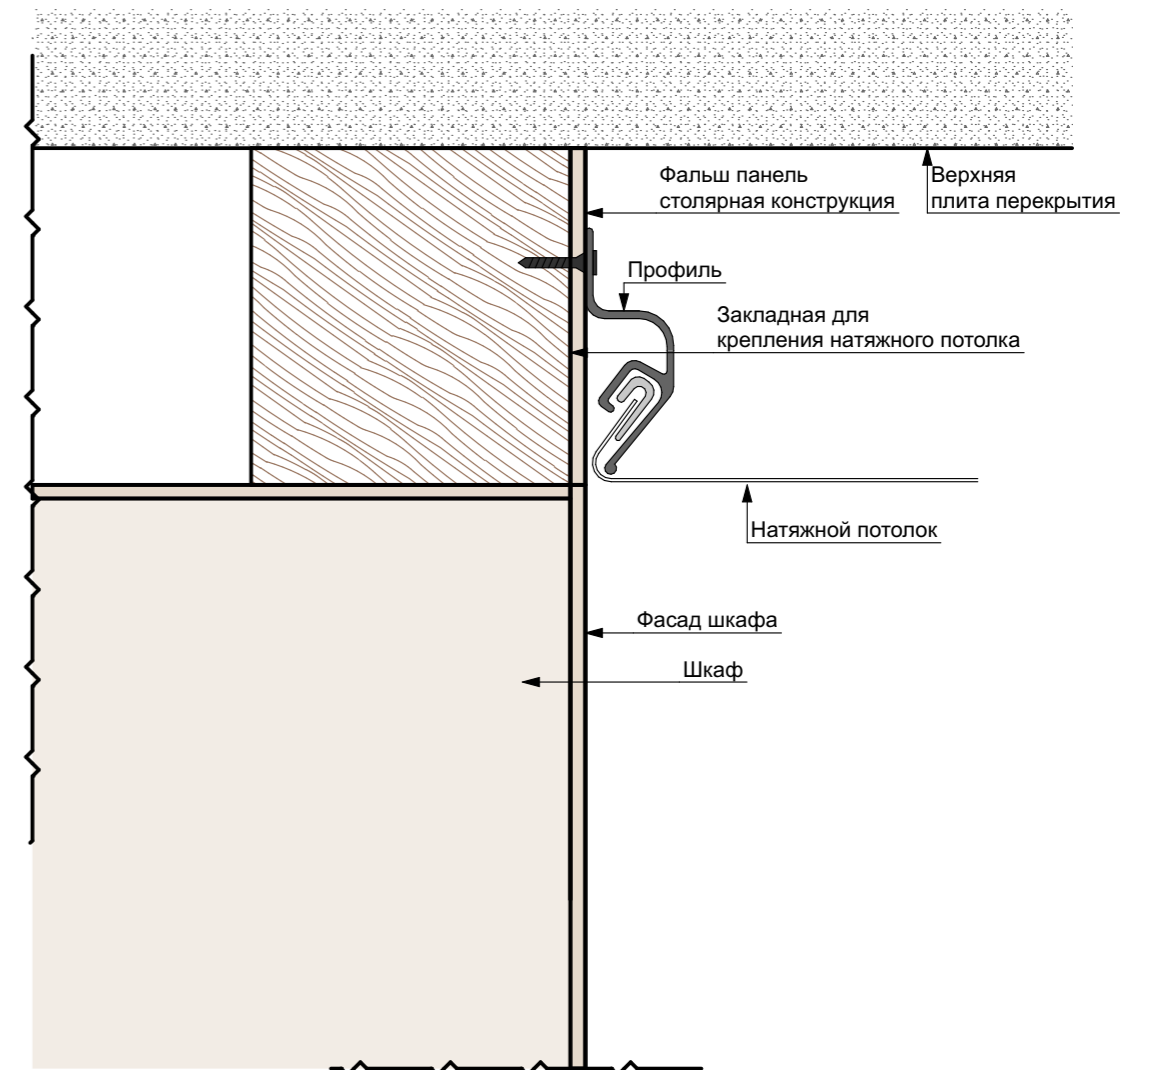 Фальш панель
столярная конструкция
Верхняя
плита перекрытия
Профиль
Закладная для
крепления натяжного потолка
Натяжной потолок
Фасад шкафа
Шкаф